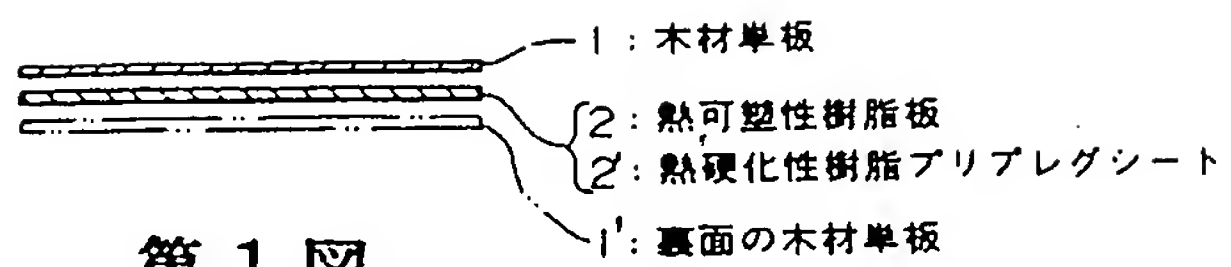 1：木材単板
2：熱可塑性樹脂板
2'：熱硬化性樹脂プリプレグシート
1'：裏面の木材単板
第1図